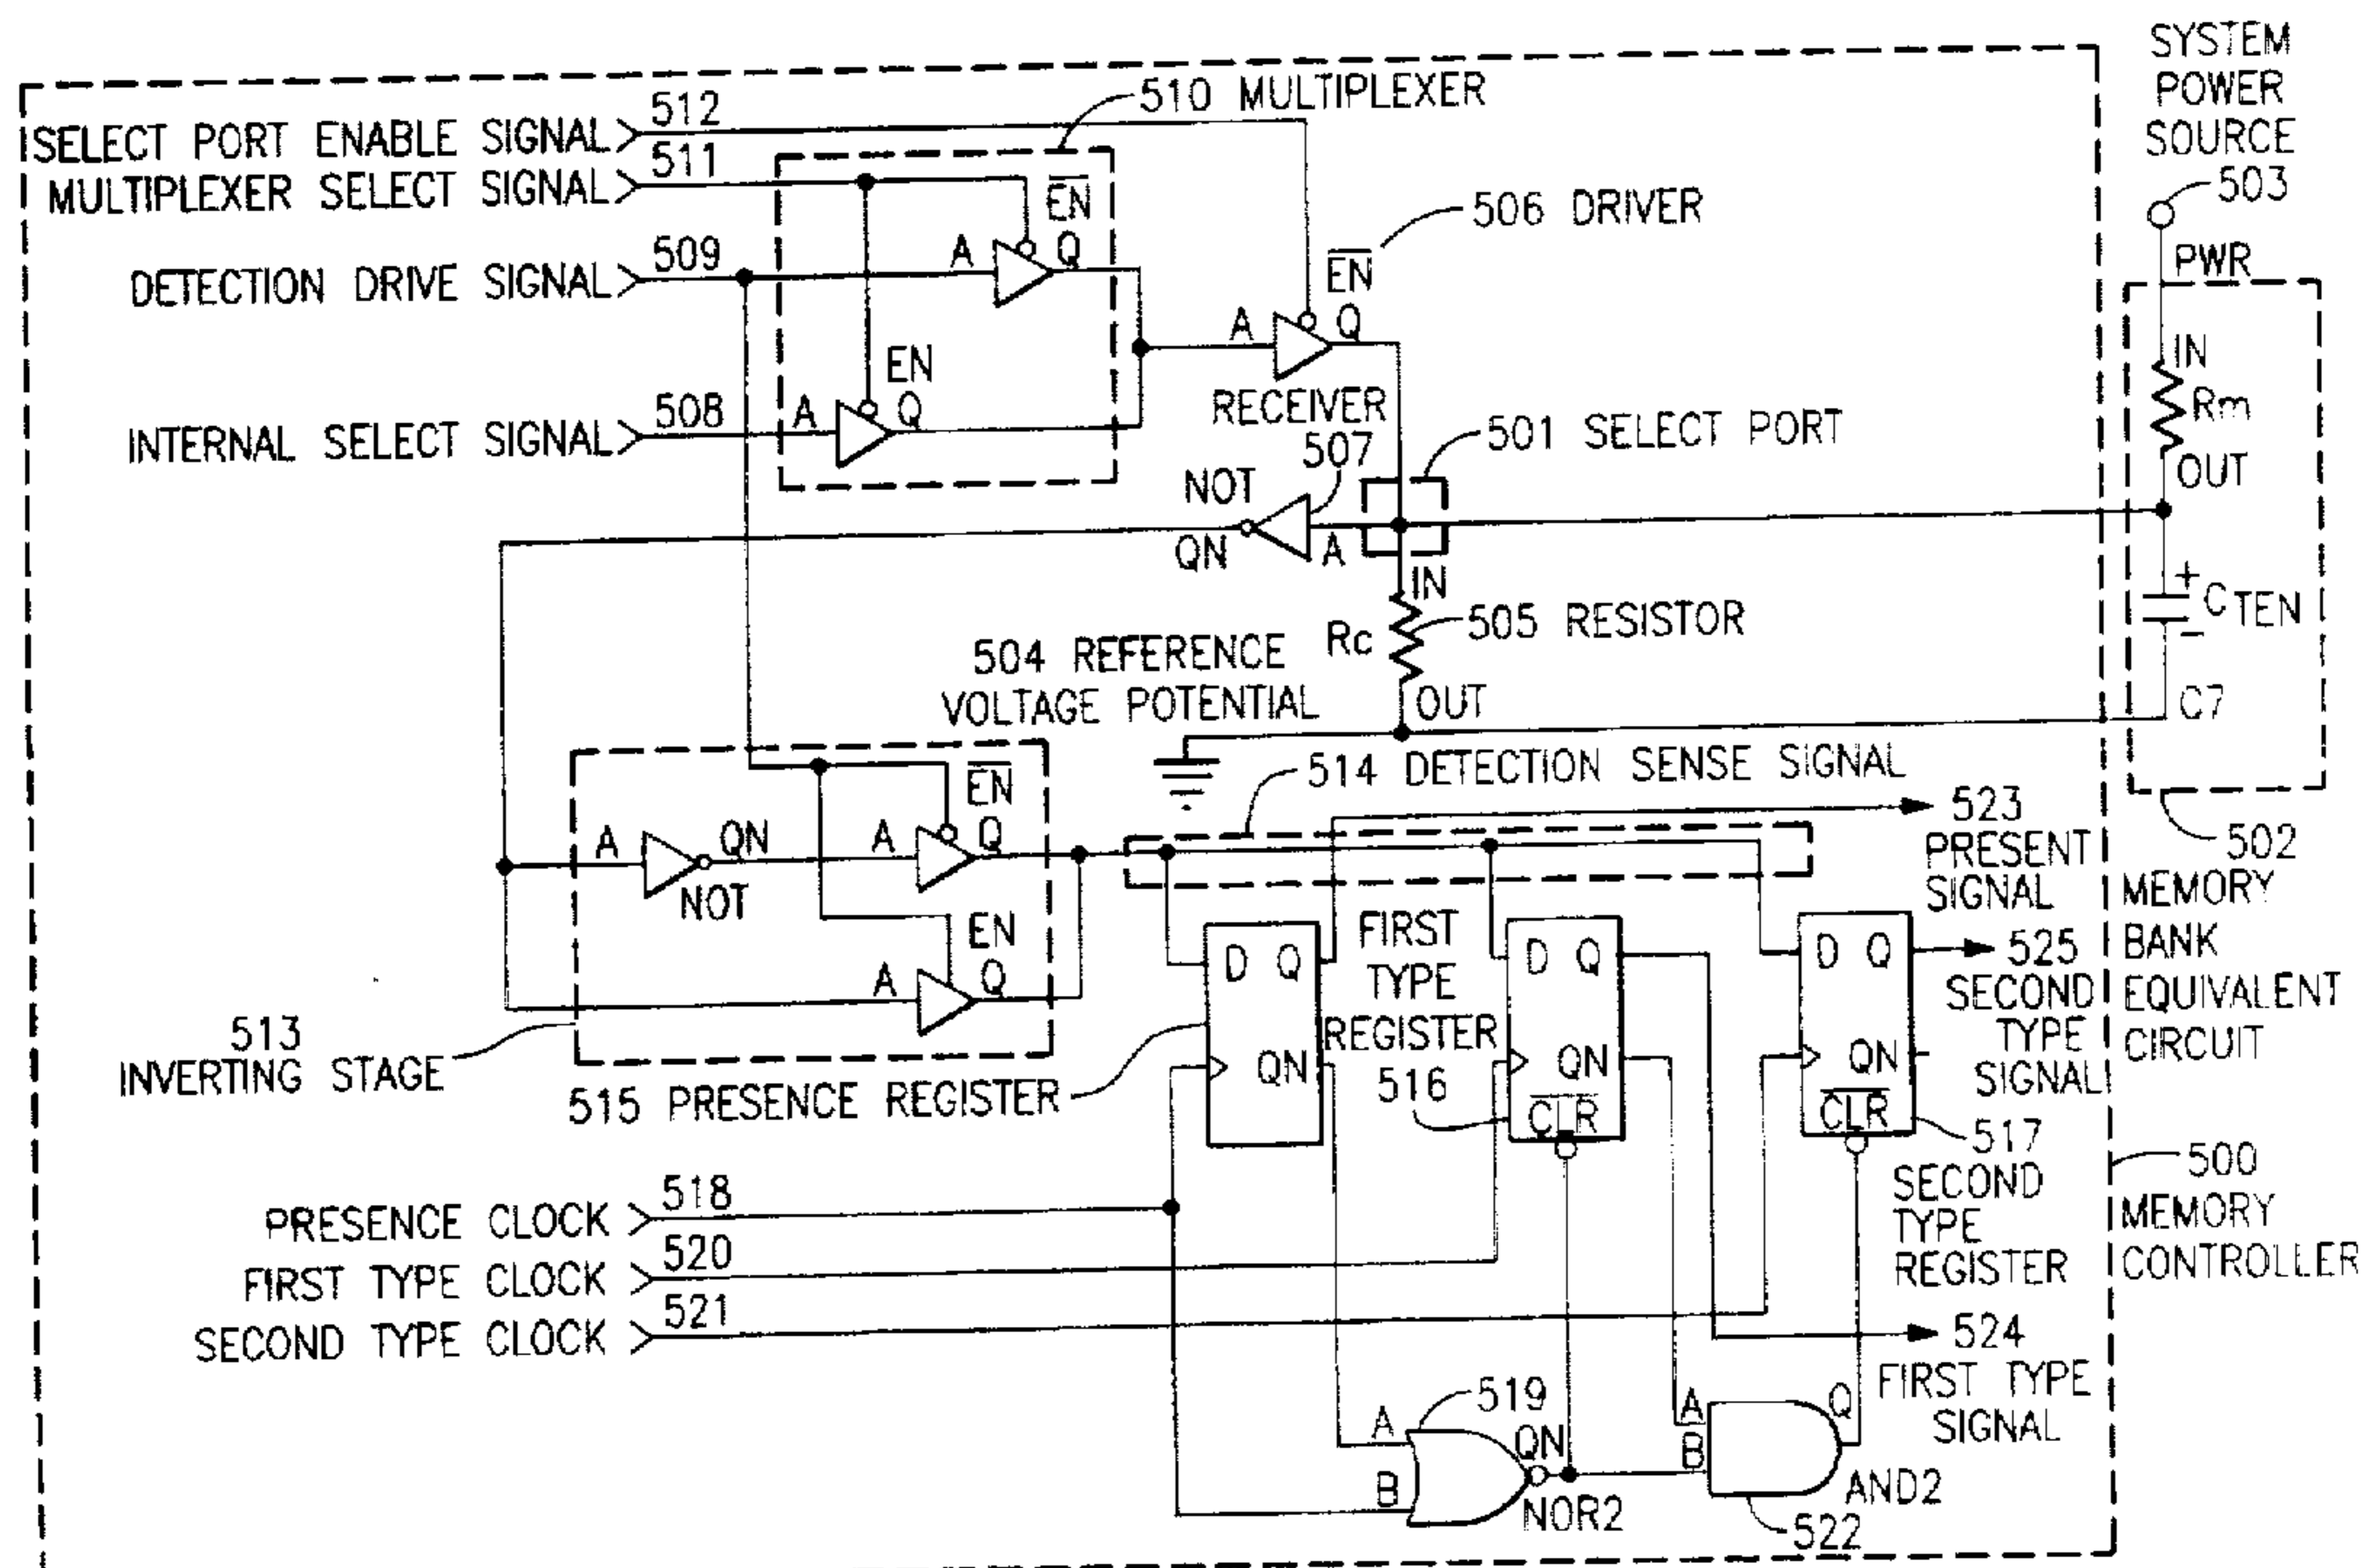 SYSTEM
POWER
SOURCE
503
PWR
510 MULTIPLEXER
512
SELECT PORT ENABLE SIGNAL
511
MULTIPLEXER SELECT SIGNAL
EN
506 DRIVER
509
DETECTION DRIVE SIGNAL
A
Q
EN
A
Q
IN
Rm
OUT
EN
508
INTERNAL SELECT SIGNAL
A
Q
RECEIVER
507
501 SELECT PORT
NOT
QN
A
IN
Rc
505 RESISTOR
OUT
+
C TEN
-
C7
504 REFERENCE
VOLTAGE POTENTIAL
514 DETECTION SENSE SIGNAL
523
PRESENT
SIGNAL
502
MEMORY
BANK
EQUIVALENT
CIRCUIT
EN
A
QN
NOT
A
Q
EN
A
Q
513
INVERTING STAGE
515 PRESENCE REGISTER
D Q
QN
FIRST
TYPE
REGISTER
516
D Q
QN
CLR
D Q
QN
CLR
525
SECOND
TYPE
SIGNAL
517
SECOND
TYPE
REGISTER
500
MEMORY
CONTROLLER
518
PRESENCE CLOCK
520
FIRST TYPE CLOCK
521
SECOND TYPE CLOCK
524
FIRST TYPE
SIGNAL
519
A
B
QN
NOR2
A
B
Q
AND2
522